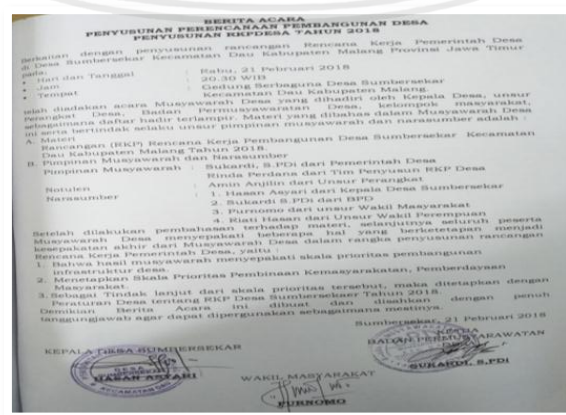 BERITA ACARA
PENYUSUNAN PERENCANAAN PEMBANGUNAN DESA
PENYUSUNAN RKPDESA TAHUN 2018
Berkaitan dengan penyusunan rancangan Rencana Kerja Pemerintah Desa
di Desa Sumbersekar Kecamatan Dau Kabupaten Malang Provinsi Jawa Timur
pada;
• Hari dan Tanggal : Rabu, 21 Pebruari 2018
• Jam : 20.30 WIB
• Tempat : Gedung Serbaguna Desa Sumbersekar
Kecamatan Dau Kabupaten Malang.
telah diadakan acara Musyawarah Desa yang dihadiri oleh Kepala Desa, unsur
Perangkat Desa, Badan Permusyawaratan Desa, kelompok masyarakat,
sebagaimana daftar hadir terlampir. Materi yang dibahas dalam Musyawarah Desa
ini serta bertindak selaku unsur pimpinan musyawarah dan narasumber adalah :
A. Materi
Rancangan (RKP) Rencana Kerja Pembangunan Desa Sumbersekar Kecamatan
Dau Kabupaten Malang Tahun 2018.
B. Pimpinan Musyawarah dan Narasumber
Pimpinan Musyawarah : Sukardi, S.PDi dari Pemerintah Desa
Rinda Perdana dari Tim Penyusun RKP Desa
Notulen : Amin Anjilin dari Unsur Perangkat
Narasumber : 1. Hasan Asyari dari Kepala Desa Sumbersekar
2. Sukardi S.PDi dari BPD
3. Purnomo dari unsur Wakil Masyarakat
4. Riati Hasan dari Unsur Wakil Perempuan
Setelah dilakukan pembahasan terhadap materi, selanjutnya seluruh peserta
Musyawarah Desa menyepakati beberapa hal yang berketetapan menjadi
kesepakatan akhir dari Musyawarah Desa dalam rangka penyusunan rancangan
Rencana Kerja Pemerintah Desa, yaitu :
1. Bahwa hasil musyawarah menyepakati skala prioritas pembangunan
infrastruktur desa.
2. Menetapkan Skala Prioritas Pembinaan Kemasyarakatan, Pemberdayaan
Masyarakat.
3. Sebagai Tindak lanjut dari skala prioritas tersebut, maka ditetapkan dengan
Peraturan Desa tentang RKP Desa Sumbersekaer Tahun 2018.
Demikian Berita Acara ini dibuat dan disahkan dengan penuh
tanggungjawab agar dapat dipergunakan sebagaimana mestinya.
Sumbersekar, 21 Pebruari 2018
KETUA
BADAN PERMUSYARAWATAN
KEPALA DESA SUMBERSEKAR
HASAN ASYARI
SUKARDI, S.PDI
WAKIL MASYARAKAT
PURNOMO